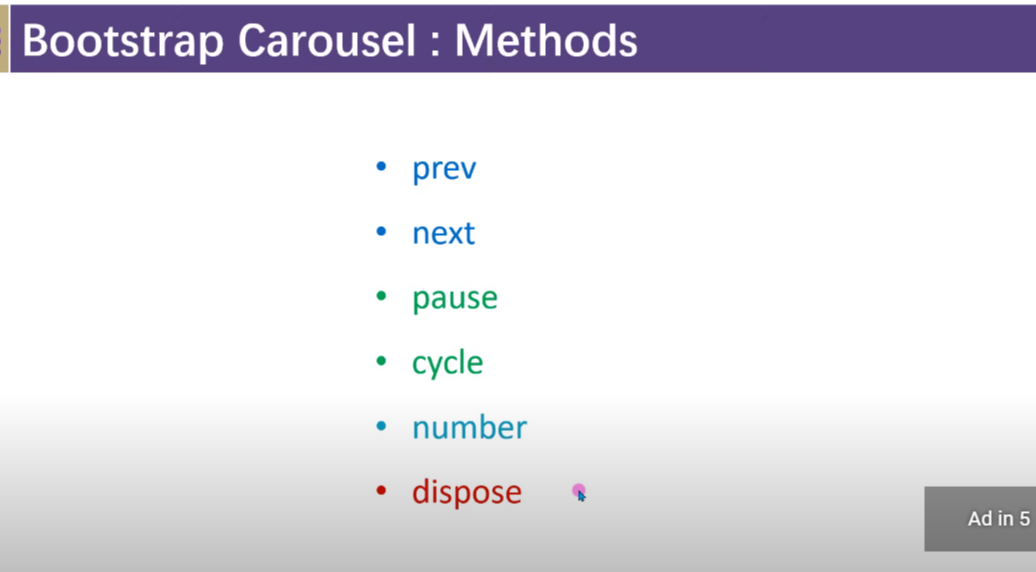 Bootstrap Carousel : Methods
• prev
• next
• pause
• cycle
• number
• dispose
Ad in 5